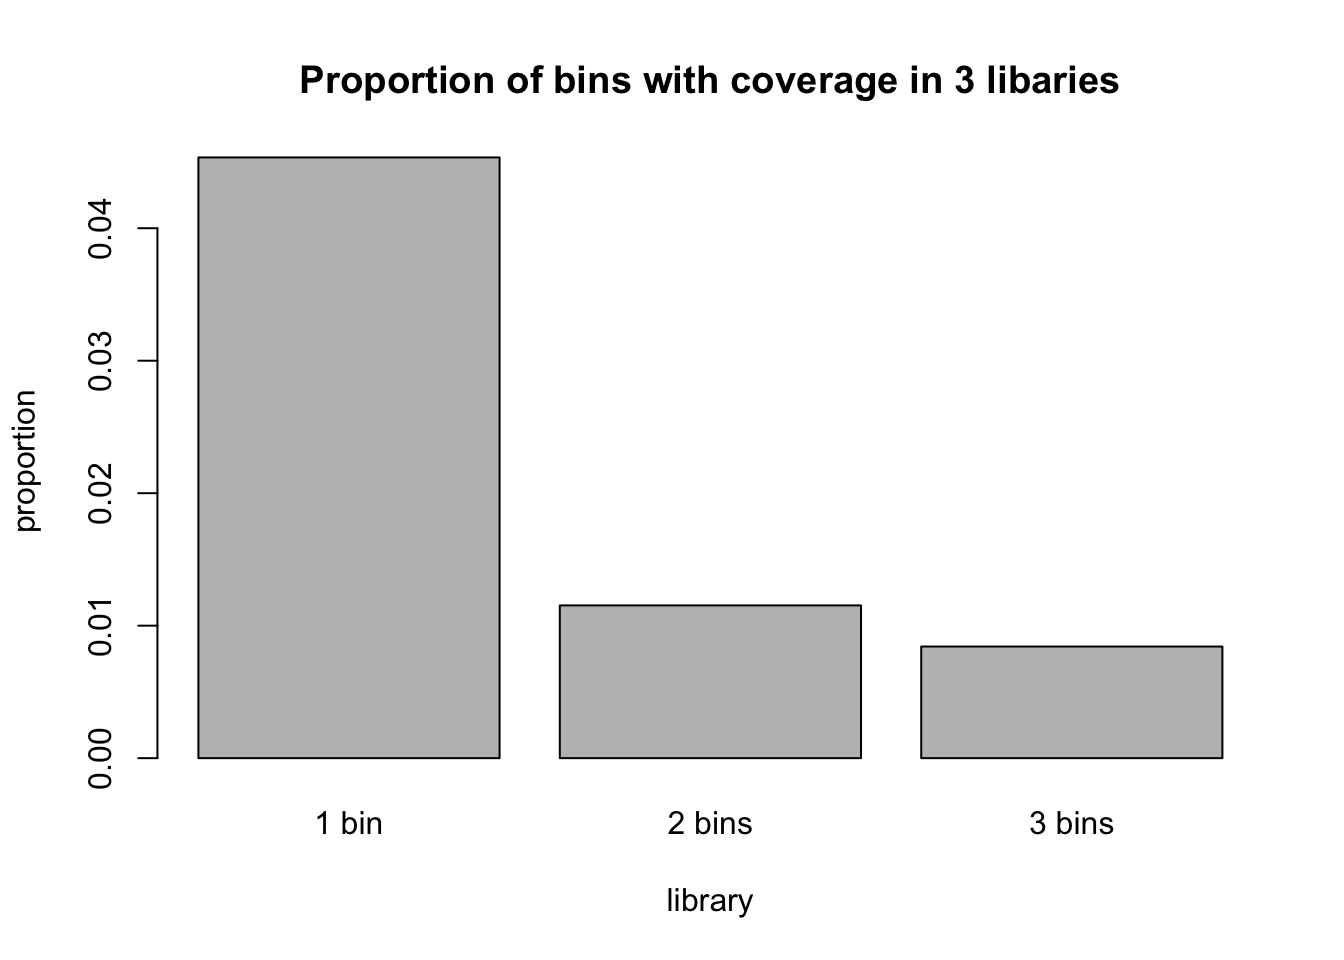 Proportion of bins with coverage in 3 libaries
proportion
0.04
0.03
0.02
0.01
0.00
1 bin
2 bins
3 bins
library